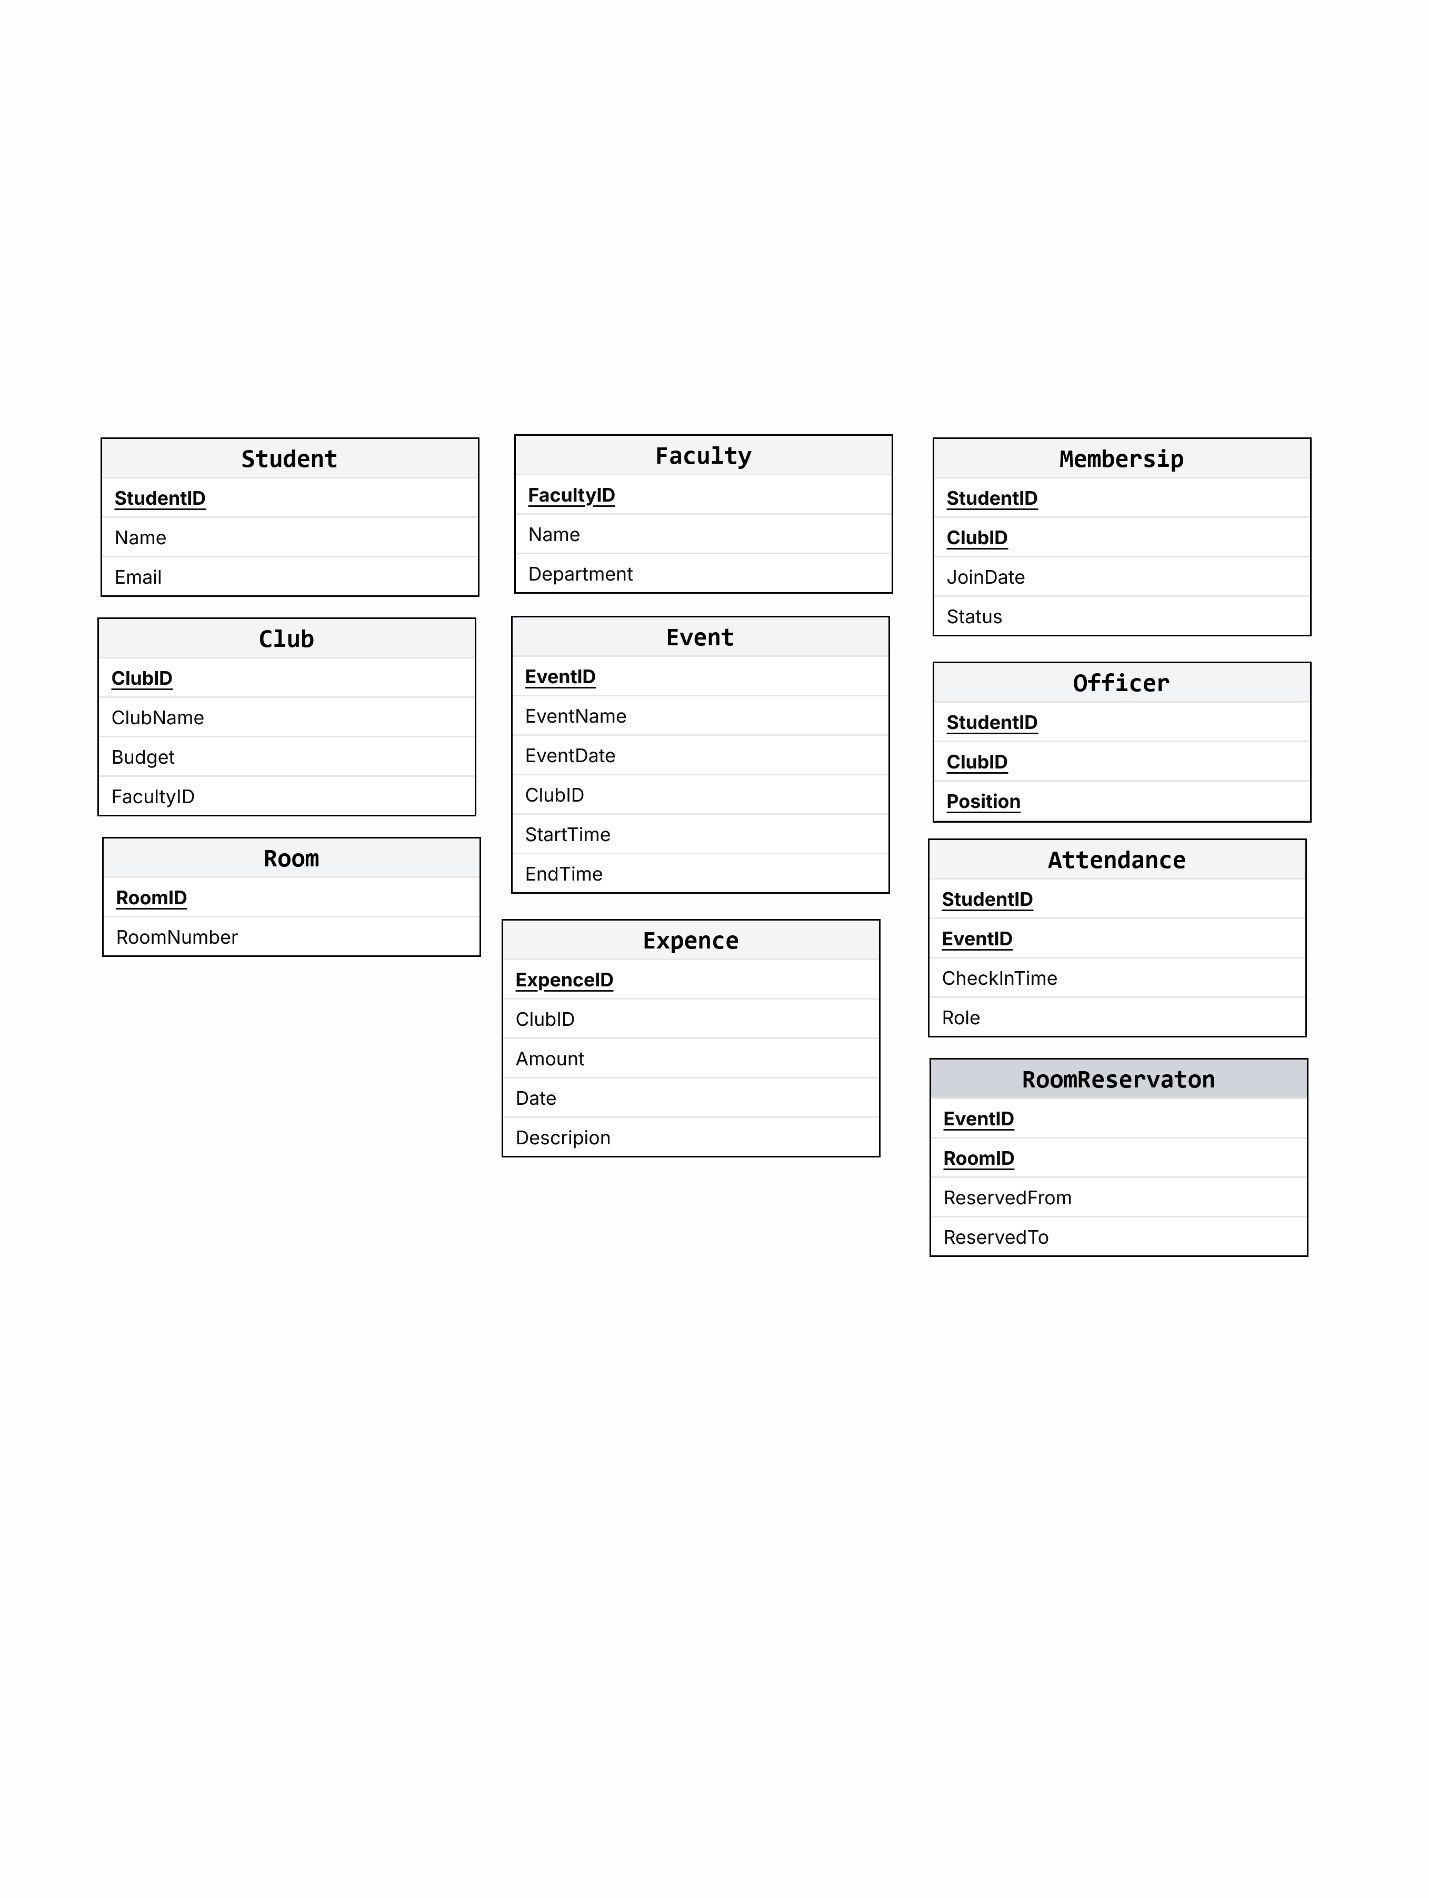 Student
StudentID
Name
Email
Club
ClubID
ClubName
Budget
FacultyID
Room
RoomID
RoomNumber
Faculty
FacultyID
Name
Department
Event
EventID
EventName
EventDate
ClubID
StartTime
EndTime
Expence
ExpenceID
ClubID
Amount
Date
Descripion
Membersip
StudentID
ClubID
JoinDate
Status
Officer
StudentID
ClubID
Position
Attendance
StudentID
EventID
CheckInTime
Role
RoomReservaton
EventID
RoomID
ReservedFrom
ReservedTo